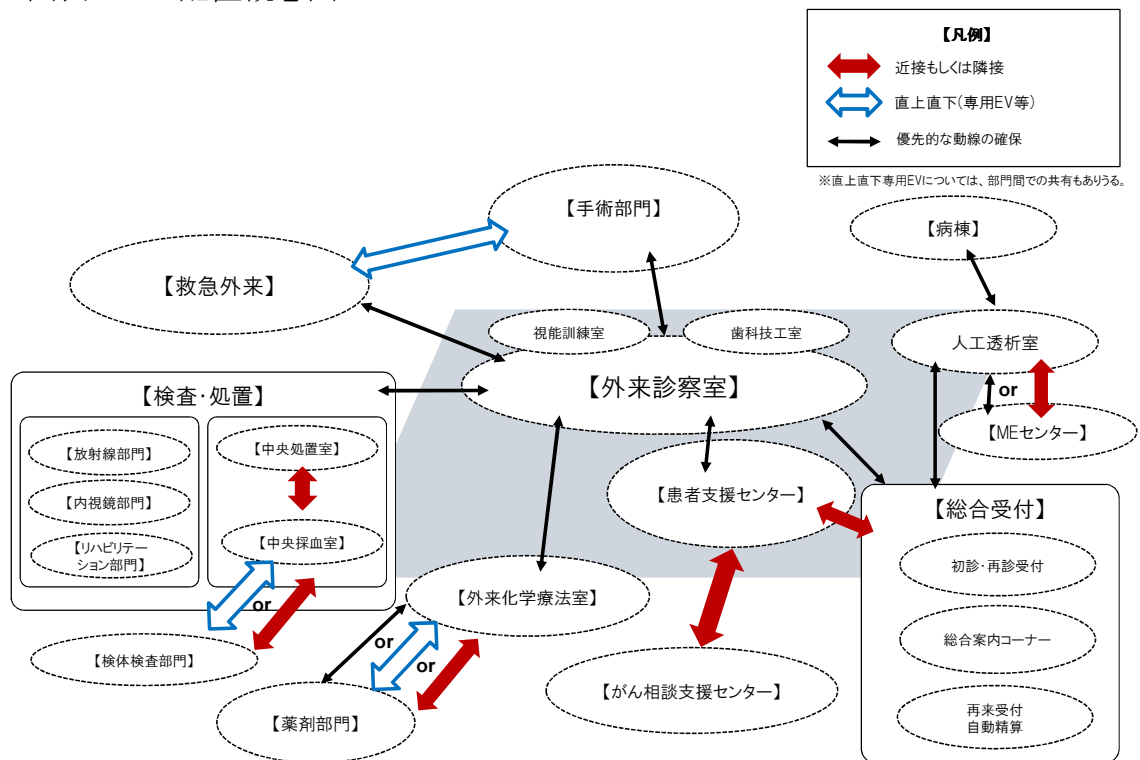 【凡例】
近接もしくは隣接
直上直下(専用EV等)
優先的な動線の確保
※直上直下専用EVについては、部門間での共有もありうる。
【手術部門】
【病棟】
【救急外来】
視能訓練室
歯科技工室
人工透析室
【外来診察室】
or
【MEセンター】
【検査・処置】
【放射線部門】
【内視鏡部門】
【リハビリテー
ション部門】
【中央処置室】
【中央採血室】
【患者支援センター】
【総合受付】
初診・再診受付
総合案内コーナー
再来受付
自動精算
【外来化学療法室】
or
or
or
【検体検査部門】
【薬剤部門】
【がん相談支援センター】